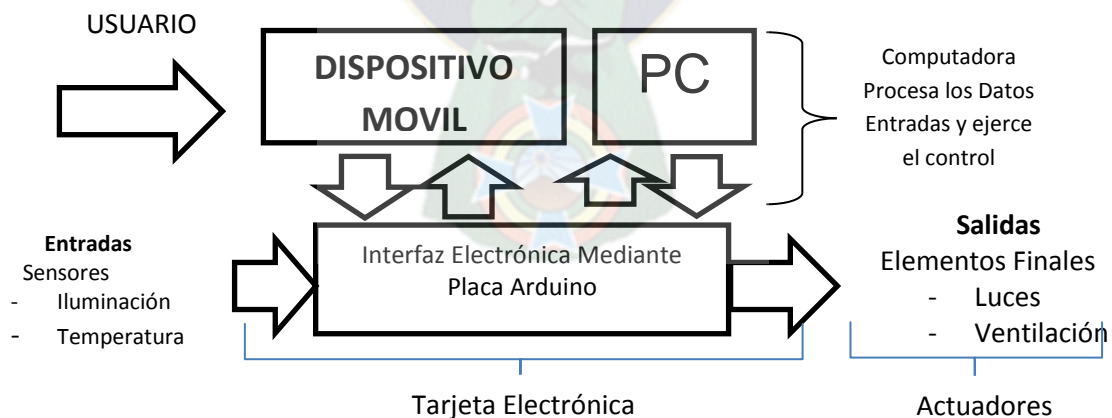 USUARIO
DISPOSITIVO
MOVIL
PC
Computadora
Procesa los Datos
Entradas y ejerce
el control
Entradas
Sensores
- Iluminación
- Temperatura
Interfaz Electrónica Mediante
Placa Arduino
Salidas
Elementos Finales
- Luces
- Ventilación
Tarjeta Electrónica
Actuadores